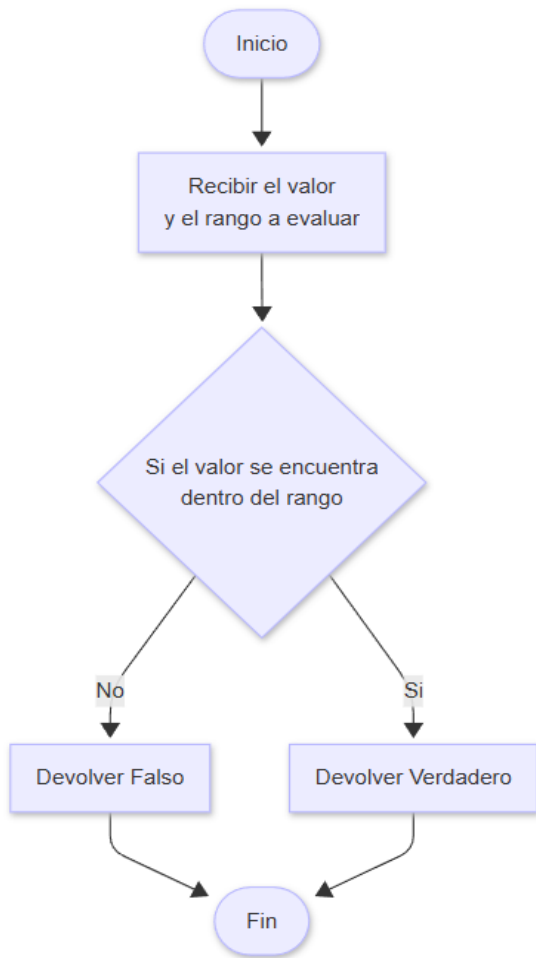 Inicio
Recibir el valor
y el rango a evaluar
Si el valor se encuentra
dentro del rango
No
Si
Devolver Falso
Devolver Verdadero
Fin